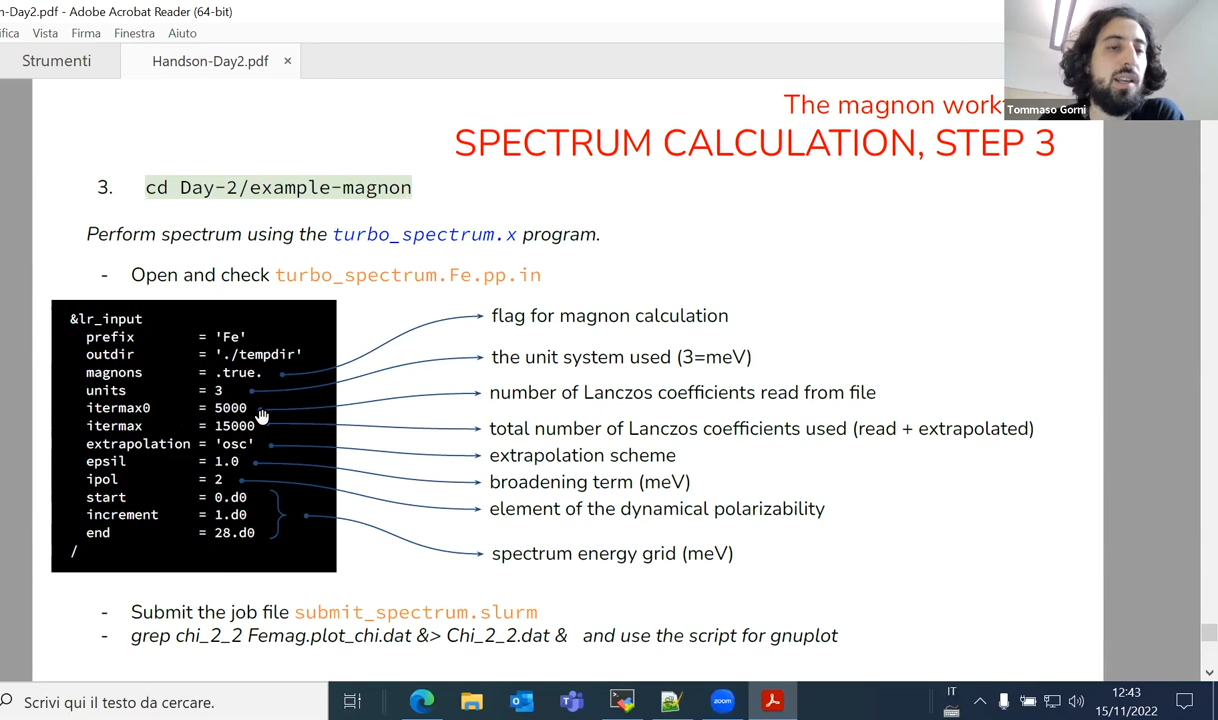 n-Day2.pdf - Adobe Acrobat Reader (64-bit)
ifica Vista Firma Finestra Aiuto
Strumenti Handson-Day2.pdf ×
The magnon work
Tommaso Gorni
SPECTRUM CALCULATION, STEP 3
3. cd Day-2/example-magnon
Perform spectrum using the turbo_spectrum.x program.
- Open and check turbo_spectrum.Fe.pp.in
&lr_input
prefix = 'Fe'
outdir = './tempdir'
magnons = .true.
units = 3
itermax0 = 5000
itermax = 15000
extrapolation = 'osc'
epsil = 1.0
ipol = 2
start = 0.d0
increment = 1.d0
end = 28.d0
/
flag for magnon calculation
the unit system used (3=meV)
number of Lanczos coefficients read from file
total number of Lanczos coefficients used (read + extrapolated)
extrapolation scheme
broadening term (meV)
element of the dynamical polarizability
spectrum energy grid (meV)
- Submit the job file submit_spectrum.slurm
- grep chi_2_2 Femag.plot_chi.dat &> Chi_2_2.dat & and use the script for gnuplot
Scrivi qui il testo da cercare.
zoom
IT
12:43
15/11/2022